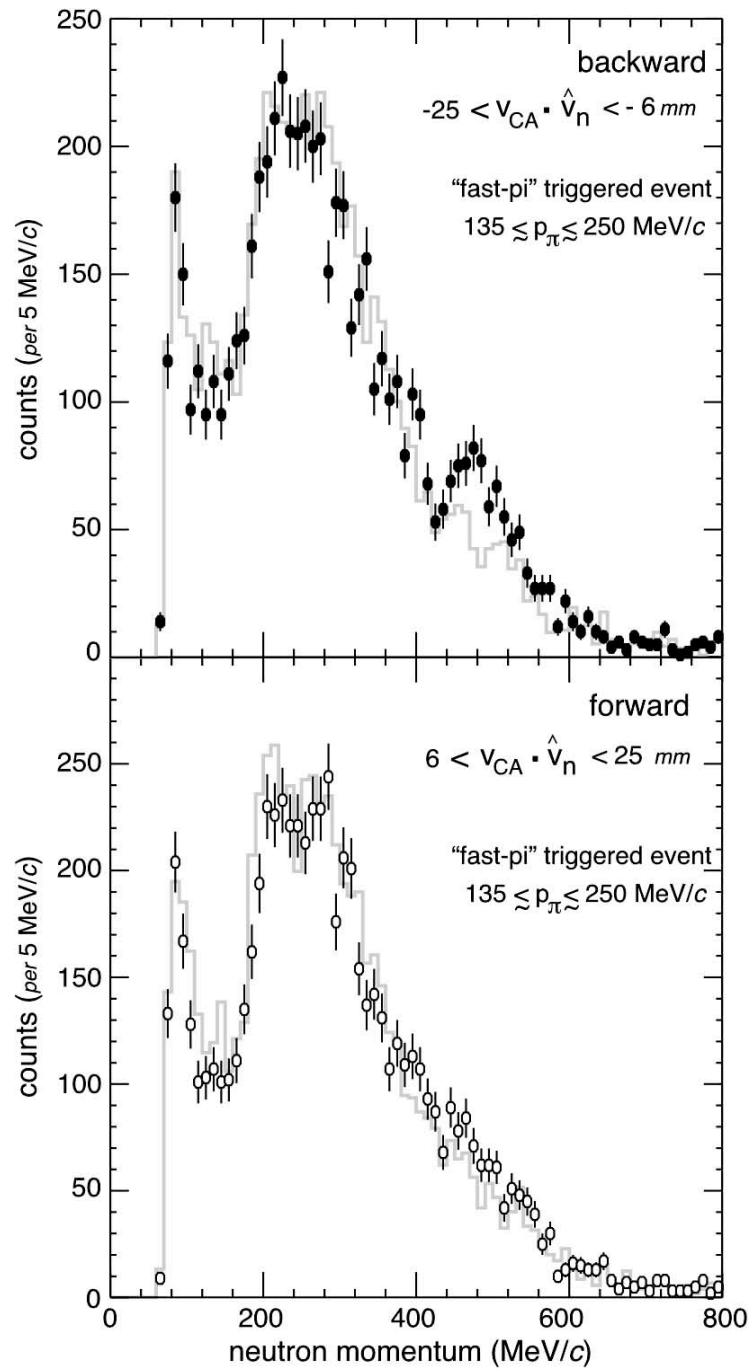 250
backward
-25 < v_CA · v̂_n < - 6 mm
200
"fast-pi" triggered event
135 ≲ p_π ≲ 250 MeV/c
150
counts (per 5 MeV/c)
100
50
0
forward
6 < v_CA · v̂_n < 25 mm
250
200
"fast-pi" triggered event
135 ≲ p_π ≲ 250 MeV/c
150
counts (per 5 MeV/c)
100
50
0
0 200 400 600 800
neutron momentum (MeV/c)